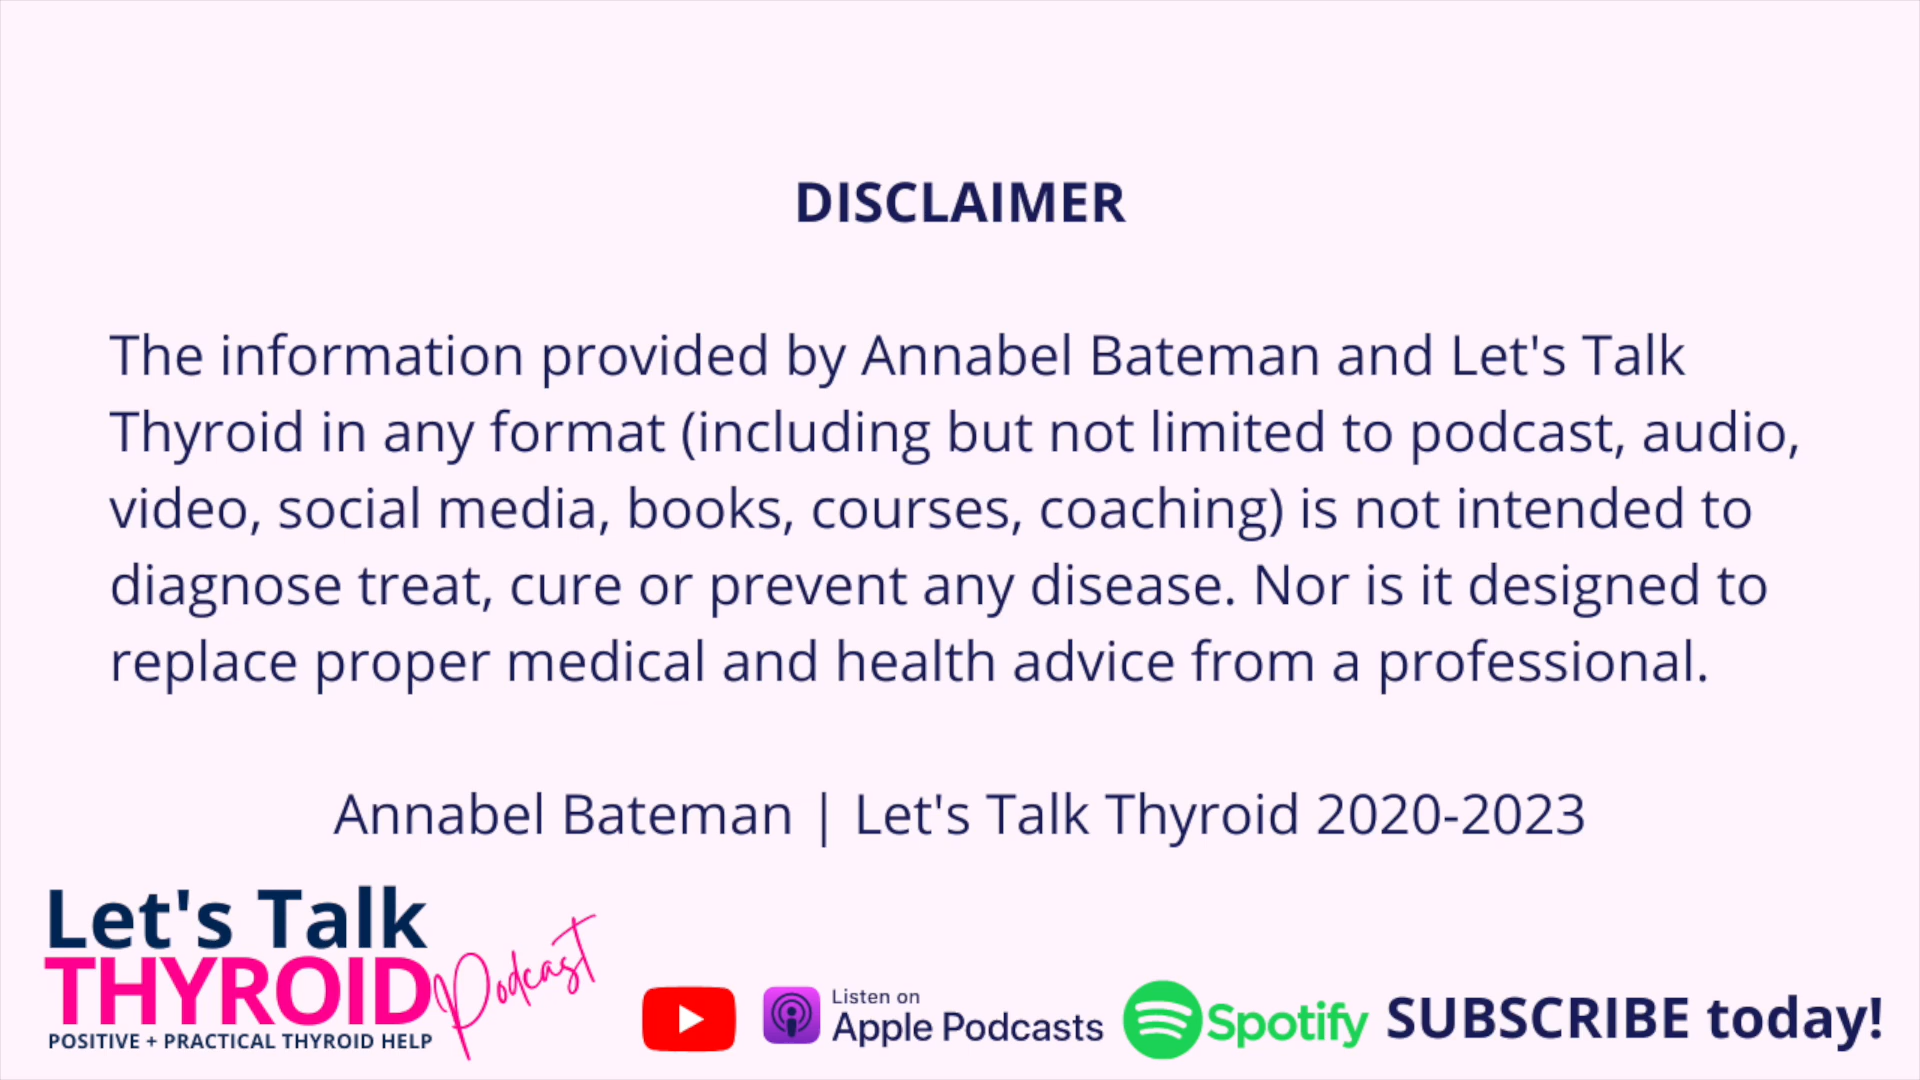 DISCLAIMER
The information provided by Annabel Bateman and Let's Talk
Thyroid in any format (including but not limited to podcast, audio,
video, social media, books, courses, coaching) is not intended to
diagnose treat, cure or prevent any disease. Nor is it designed to
replace proper medical and health advice from a professional.
Annabel Bateman | Let's Talk Thyroid 2020-2023
Let's Talk
THYROID Podcast
POSITIVE + PRACTICAL THYROID HELP
Listen on
Apple Podcasts
Spotify
SUBSCRIBE today!